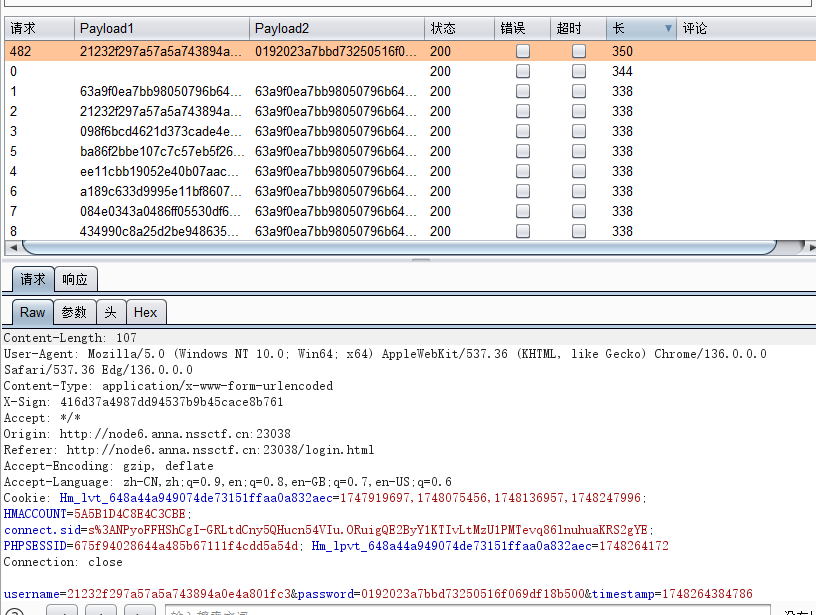 请求 Payload1 Payload2 状态 错误 超时 长 评论
482 21232f297a57a5a743894a... 0192023a7bbd73250516f0... 200 350
0 200 344
1 63a9f0ea7bb98050796b64... 63a9f0ea7bb98050796b64... 200 338
2 21232f297a57a5a743894a... 63a9f0ea7bb98050796b64... 200 338
3 098f6bcd4621d373cade4e... 63a9f0ea7bb98050796b64... 200 338
5 ba86f2bbe107c7c57eb5f26... 63a9f0ea7bb98050796b64... 200 338
4 ee11cbb19052e40b07aac... 63a9f0ea7bb98050796b64... 200 338
6 a189c633d9995e11bf8607... 63a9f0ea7bb98050796b64... 200 338
7 084e0343a0486ff05530df6... 63a9f0ea7bb98050796b64... 200 338
8 434990c8a25d2be948635... 63a9f0ea7bb98050796b64... 200 338
请求 响应
Raw 参数 头 Hex
Content-Length: 107
User-Agent: Mozilla/5.0 (Windows NT 10.0; Win64; x64) AppleWebKit/537.36 (KHTML, like Gecko) Chrome/136.0.0.0
Safari/537.36 Edg/136.0.0.0
Content-Type: application/x-www-form-urlencoded
X-Sign: 416d37a4987dd94537b9b45cace8b761
Accept: */*
Origin: http://node6.anna.nssctf.cn:23038
Referer: http://node6.anna.nssctf.cn:23038/login.html
Accept-Encoding: gzip, deflate
Accept-Language: zh-CN,zh;q=0.9,en;q=0.8,en-GB;q=0.7,en-US;q=0.6
Cookie: Hm_lvt_648a44a949074de73151ffaa0a832aec=1747919697,1748075456,1748136957,1748247996;
HMACCOUNT=5A5B1D4C8E4C3CBE;
connect.sid=s%3ANPyoFFHShCgI-GRLtdCny5QHucn54VIu.ORuigQE2ByY1KTIvLtMzU1PMTevq86lnuhuaKRS2gYE;
PHPSESSID=675f94028644a485b67111f4cdd5a54d; Hm_lpvt_648a44a949074de73151ffaa0a832aec=1748264172
Connection: close
username=21232f297a57a5a743894a0e4a801fc3&password=0192023a7bbd73250516f069df18b500&timestamp=1748264384786